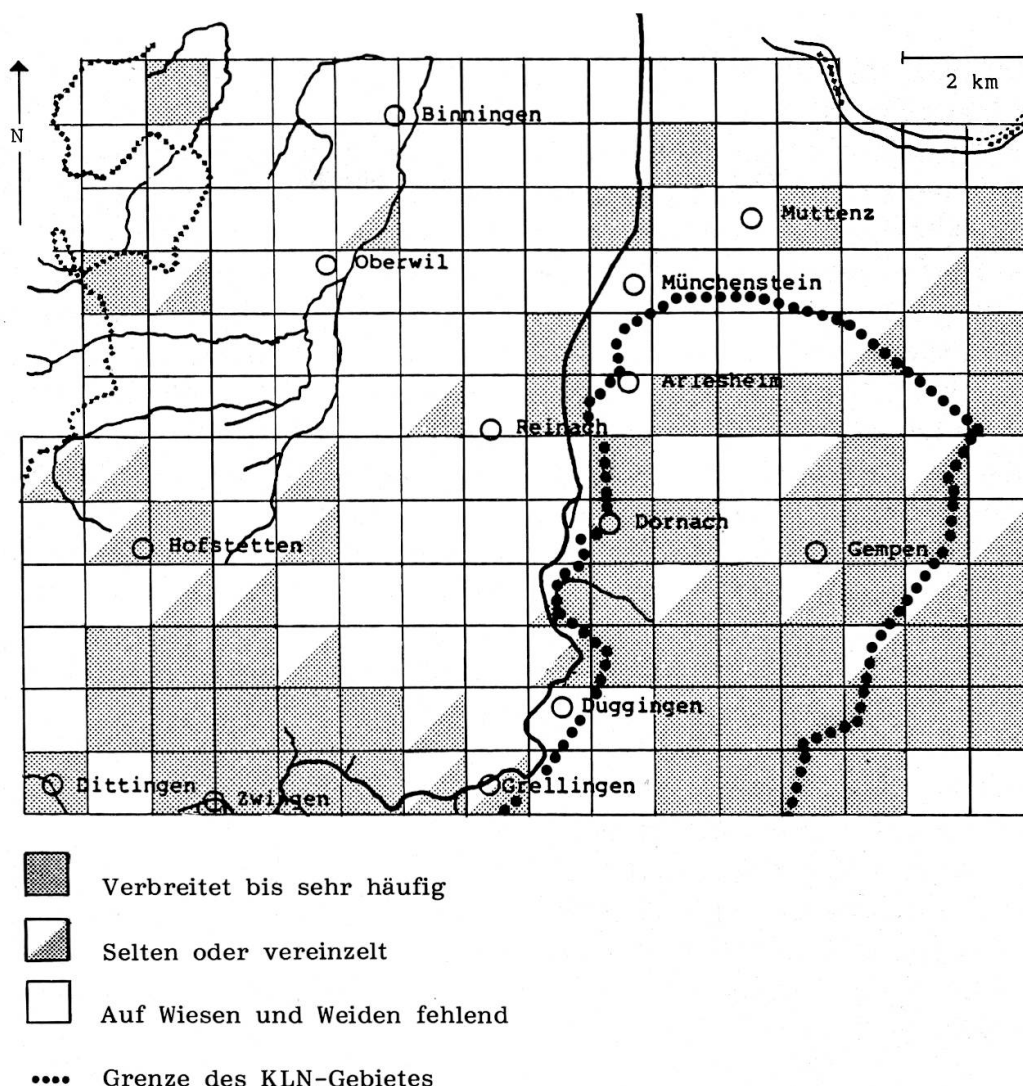 2 km
N
Binningen
Muttenz
Oberwil
Münchenstein
Arlesheim
Reinach
Dornach
Hofstetten
Gempen
Duggingen
Dittingen
Zwingen
Grellingen
Verbreitet bis sehr häufig
Selten oder vereinzelt
Auf Wiesen und Weiden fehlend
Grenze des KLN-Gebietes